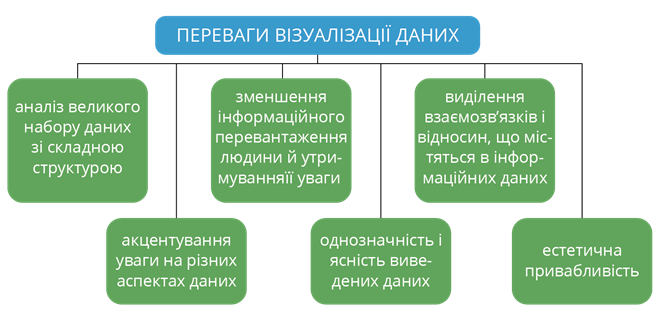 ПЕРЕВАГИ ВІЗУАЛІЗАЦІЇ ДАНИХ
аналіз великого
набору даних
зі складною
структурою
зменшення
інформаційного
перевантаження
людини й утри-
муванняїї уваги
виділення
взаємозв’язків і
відносин, що міс-
тяться в інфор-
маційних даних
акцентування
уваги на різних
аспектах даних
однозначність і
ясність виве-
дених даних
естетична
привабливість